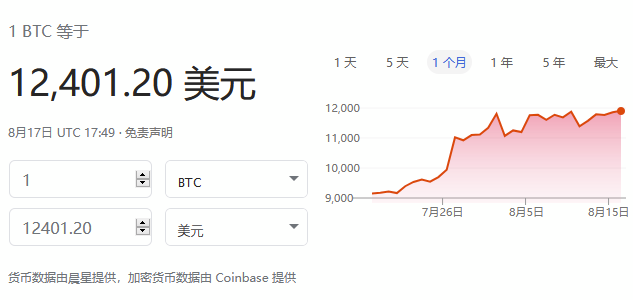 1 BTC 等于
12,401.20 美元
8月17日 UTC 17:49 · 免责声明
1
BTC
12401.20
美元
1 天
5 天
1 个月
1 年
5 年
最大
12,000
11,000
10,000
9,000
7月26日
8月5日
8月15日
货币数据由晨星提供，加密货币数据由 Coinbase 提供